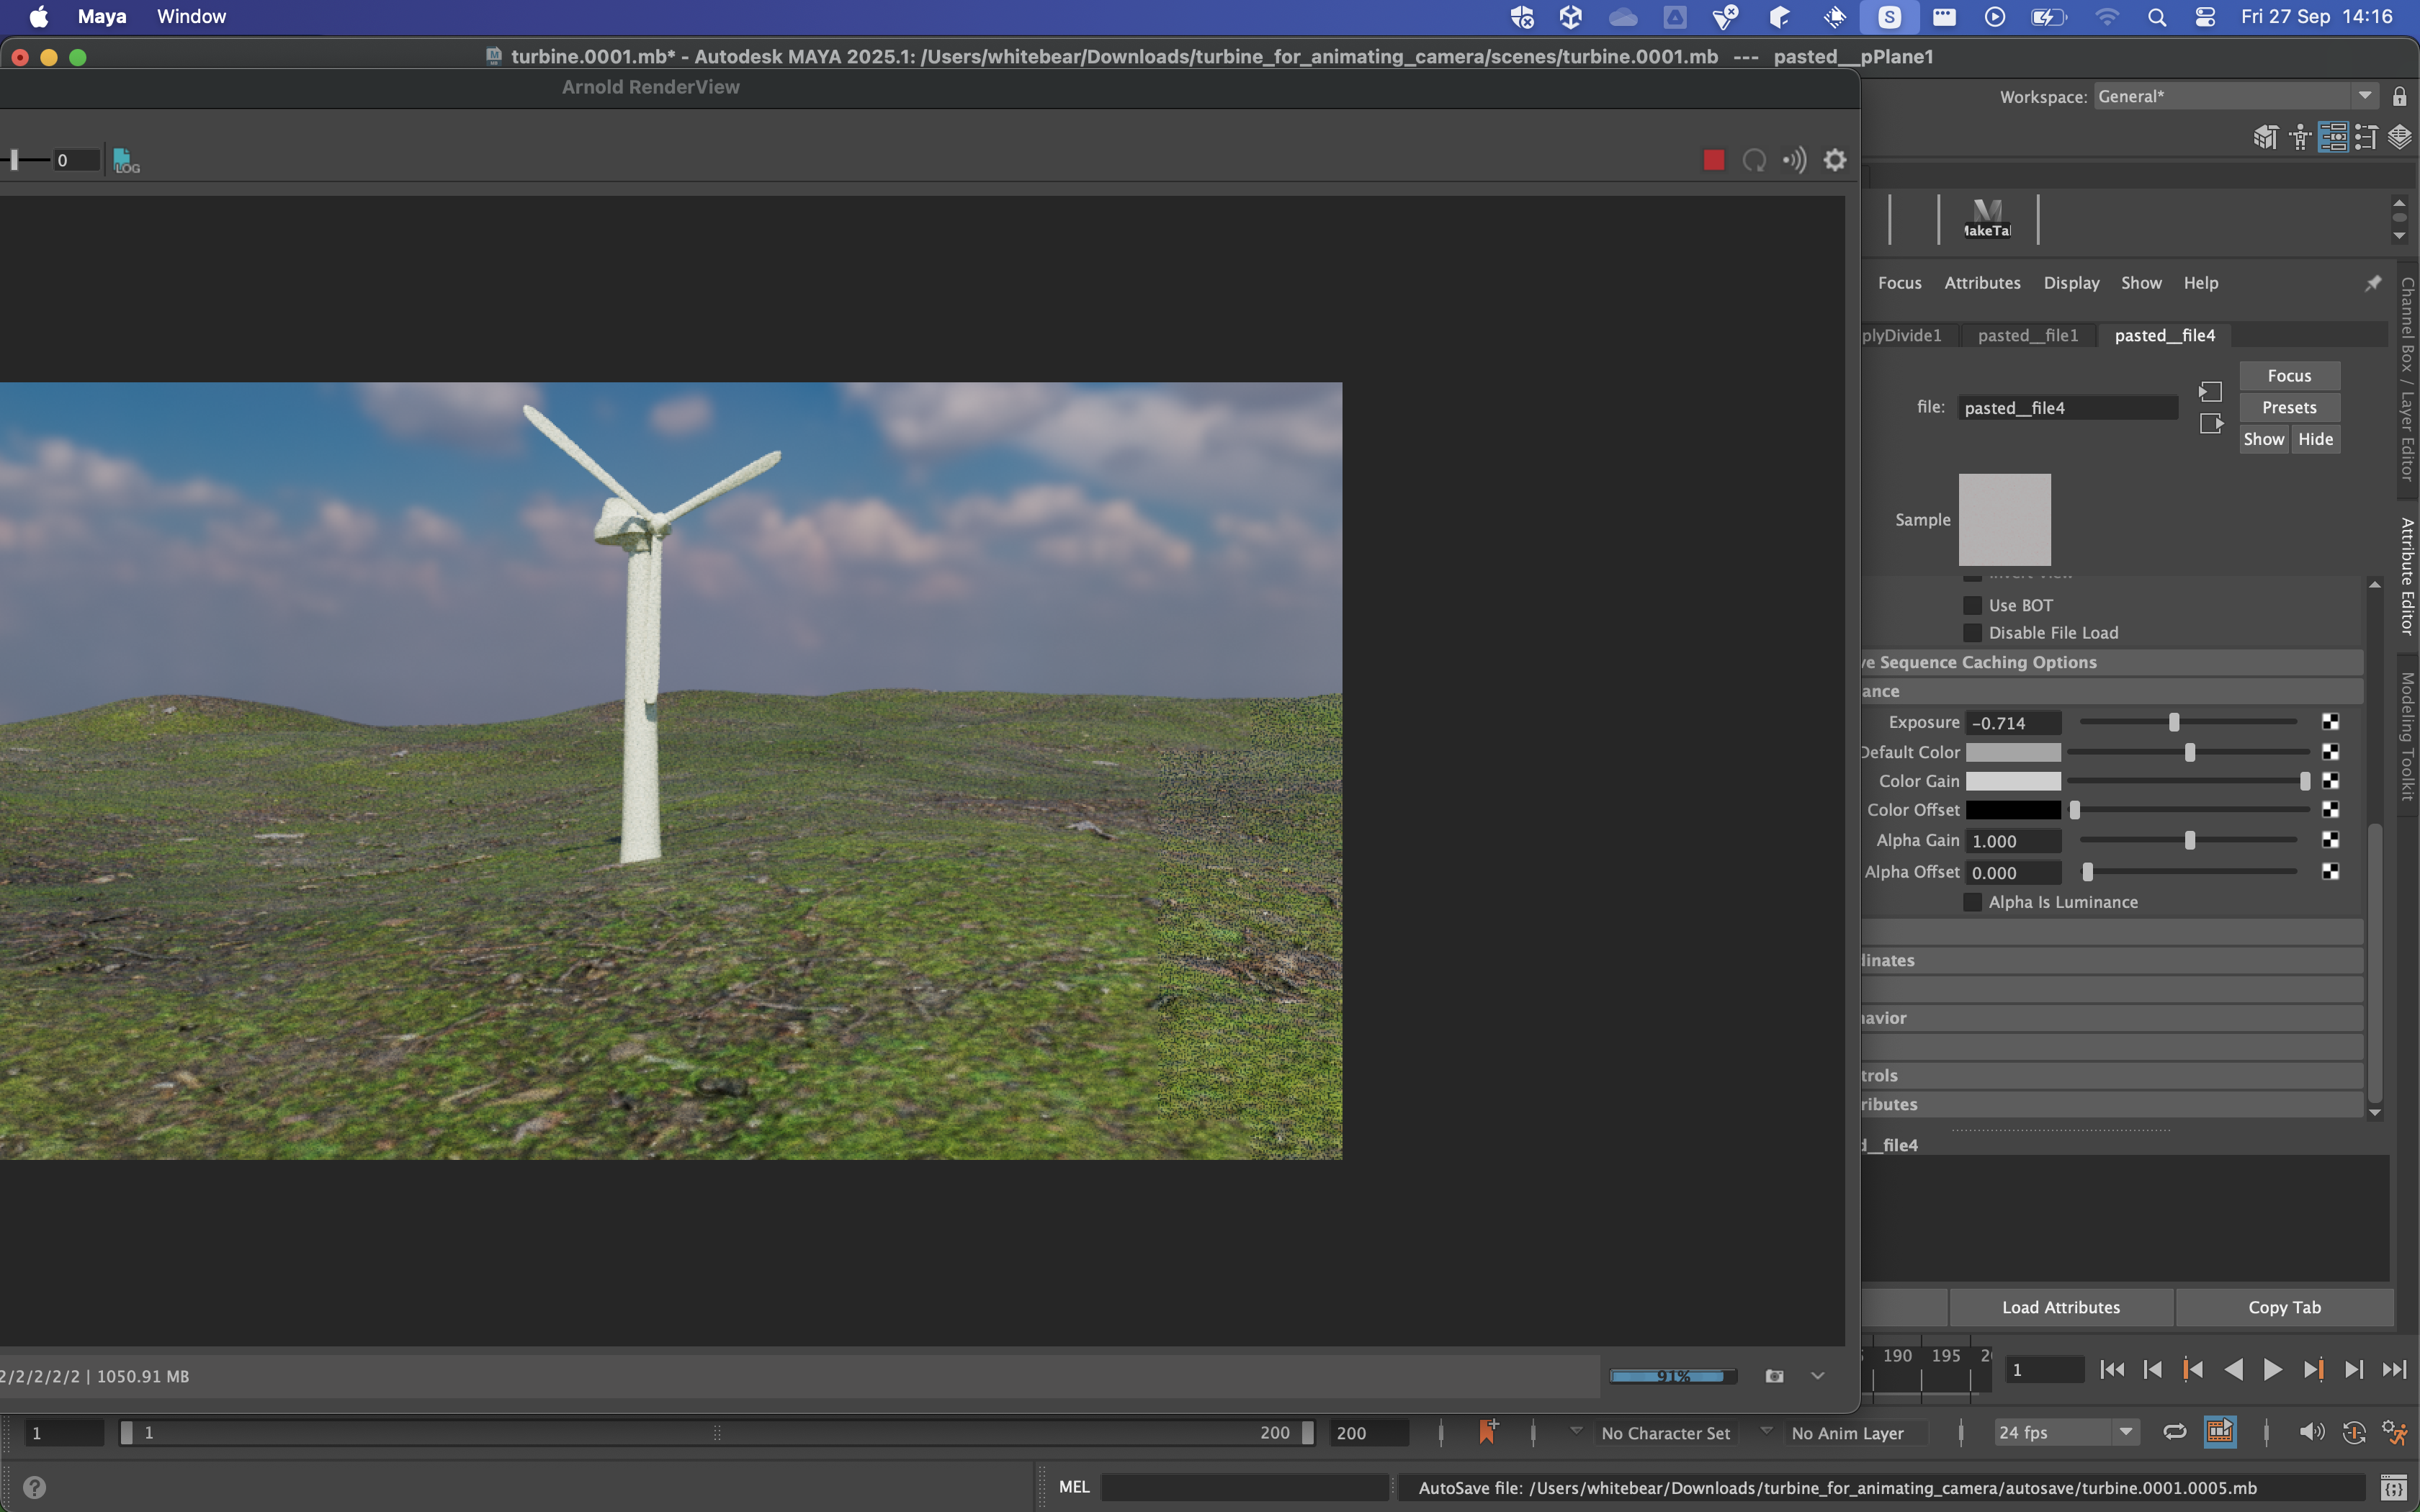 Maya Window
S
Fri 27 Sep 14:16
turbine.0001.mb* - Autodesk MAYA 2025.1: /Users/whitebear/Downloads/turbine_for_animating_camera/scenes/turbine.0001.mb --- pasted__pPlane1
Arnold RenderView
Workspace: General*
0
LOG
MakeTa
Focus Attributes Display Show Help
plyDivide1 pasted__file1 pasted__file4
Focus
file: pasted__file4
Presets
Show Hide
Sample
Use BOT
Disable File Load
ve Sequence Caching Options
ance
Exposure -0.714
Default Color
Color Gain
Color Offset
Alpha Gain 1.000
Alpha Offset 0.000
Alpha Is Luminance
dinates
havior
trols
ributes
d__file4
Load Attributes Copy Tab
Channel Box / Layer Editor
Attribute Editor
Modeling Toolkit
2/2/2/2/2 | 1050.91 MB
91%
190 195
1
1
1
200
200
No Character Set
No Anim Layer
24 fps
MEL
AutoSave file: /Users/whitebear/Downloads/turbine_for_animating_camera/autosave/turbine.0001.0005.mb